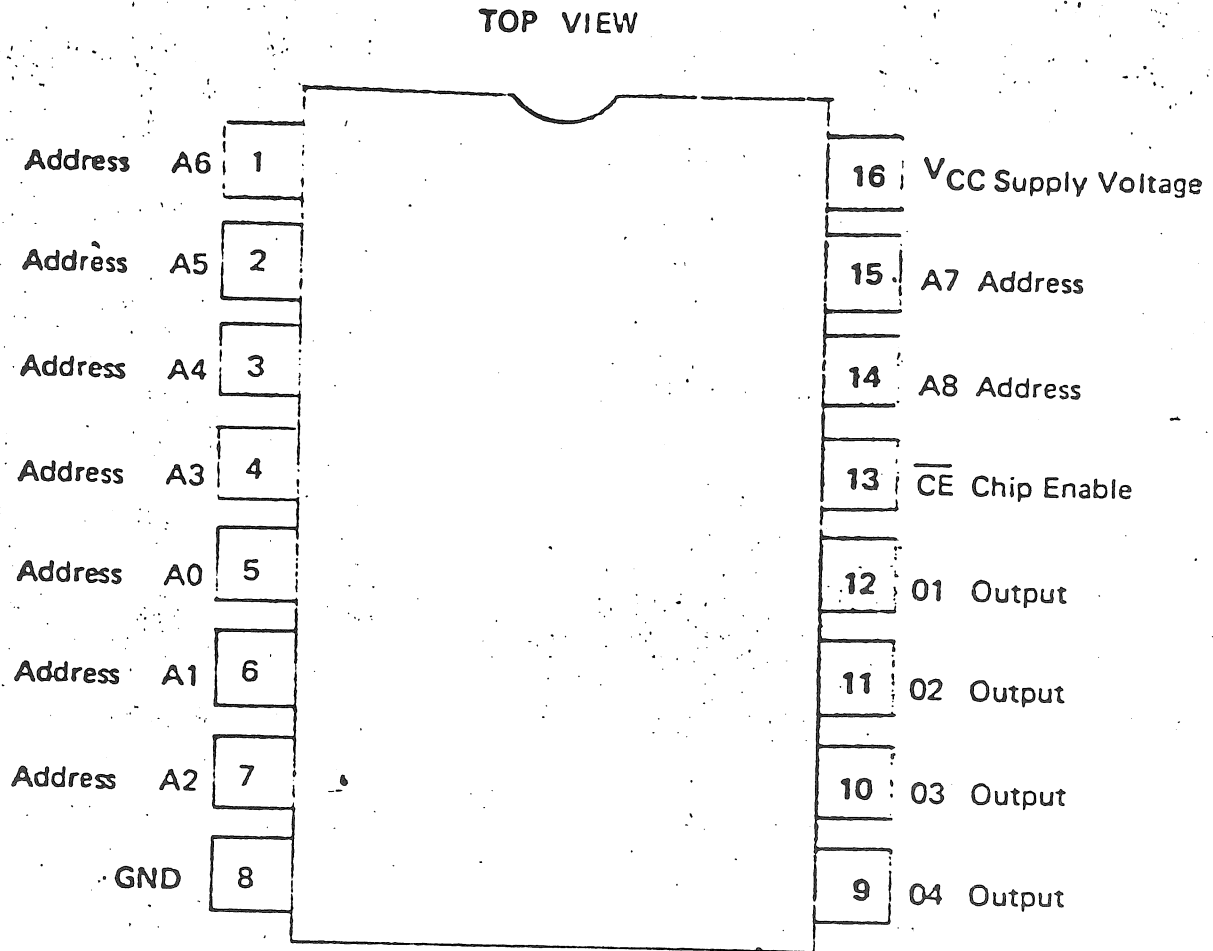 TOP VIEW
Address A6 1
Address A5 2
Address A4 3
Address A3 4
Address A0 5
Address A1 6
Address A2 7
GND 8
16 VCC Supply Voltage
15 A7 Address
14 A8 Address
13 C̅E̅ Chip Enable
12 01 Output
11 02 Output
10 03 Output
9 04 Output